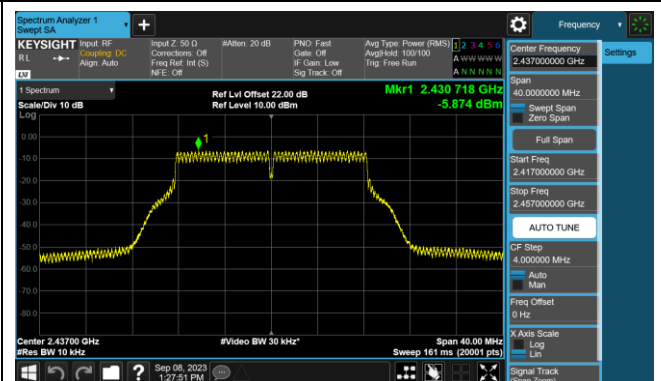 Spectrum Analyzer 1
Swept SA
Frequency
KEYSIGHT
RL
LXI
Input: RF
Coupling: DC
Align: Auto
Input Z: 50 Ω
Corrections: Off
Freq Ref: Int (S)
NFE: Off
#Atten: 20 dB
PNO: Fast
Gate: Off
IF Gain: Low
Sig Track: Off
Avg Type: Power (RMS)
Avg|Hold: 100/100
Trig: Free Run
1 2 3 4 5 6
A W W W W W
A N N N N N
1 Spectrum
Scale/Div 10 dB
Log
Ref Lvl Offset 22.00 dB
Ref Level 10.00 dBm
Mkr1 2.430 718 GHz
-5.874 dBm
1
0.00
-10.0
-20.0
-30.0
-40.0
-50.0
-60.0
-70.0
-80.0
Center 2.43700 GHz
#Res BW 10 kHz
#Video BW 30 kHz*
Span 40.00 MHz
Sweep 161 ms (20001 pts)
Sep 08, 2023
1:27:51 PM
Center Frequency
2.437000000 GHz
Settings
Span
40.0000000 MHz
Swept Span
Zero Span
Full Span
Start Freq
2.417000000 GHz
Stop Freq
2.457000000 GHz
AUTO TUNE
CF Step
4.000000 MHz
Auto
Man
Freq Offset
0 Hz
X Axis Scale
Log
Lin
Signal Track
(Span Zoom)